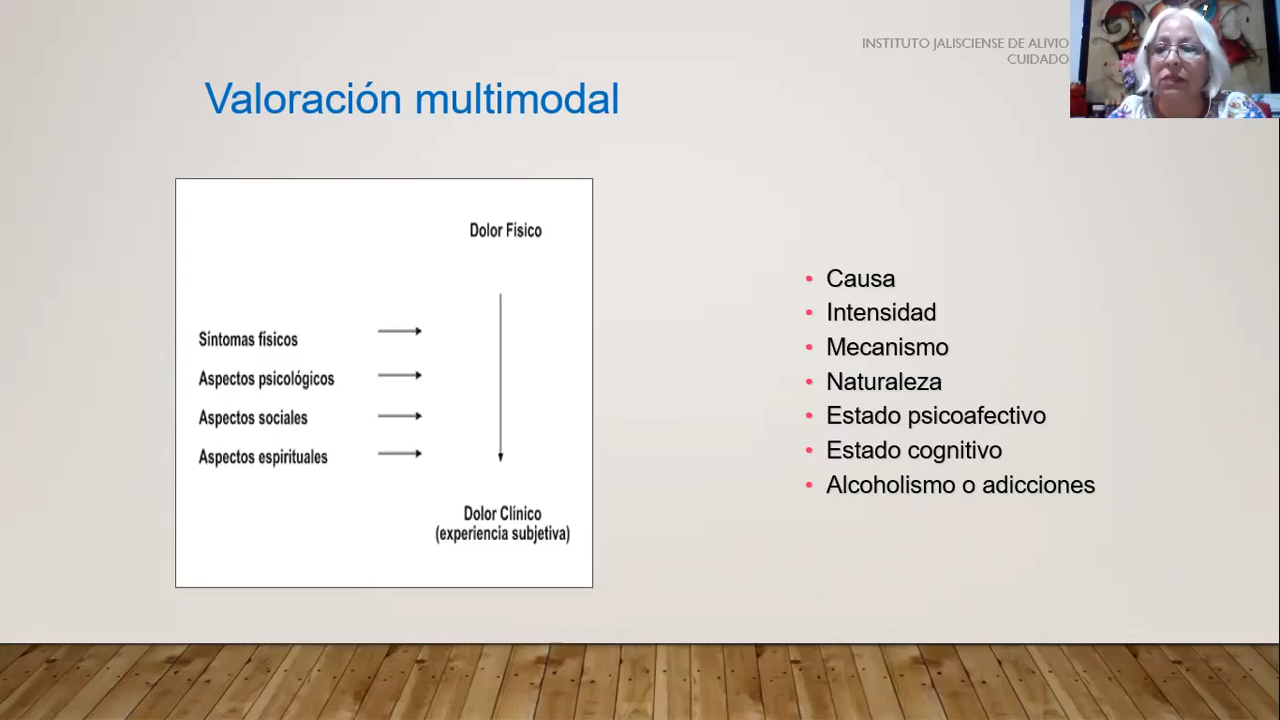 INSTITUTO JALISCIENSE DE ALIVIO
CUIDADO
Valoración multimodal
Dolor Físico
Síntomas físicos
Aspectos psicológicos
Aspectos sociales
Aspectos espirituales
Dolor Clínico
(experiencia subjetiva)
• Causa
• Intensidad
• Mecanismo
• Naturaleza
• Estado psicoafectivo
• Estado cognitivo
• Alcoholismo o adicciones